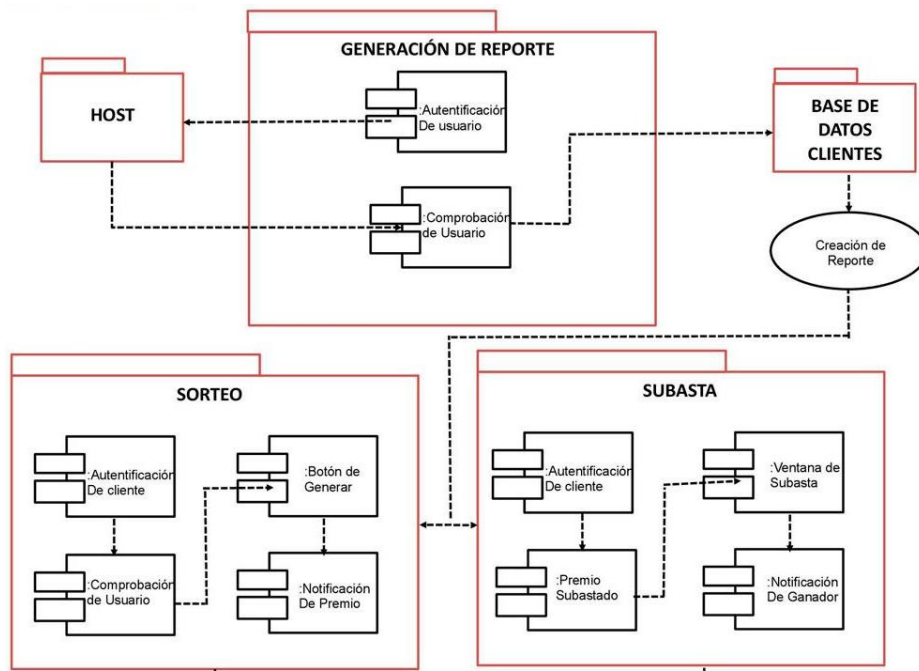 GENERACIÓN DE REPORTE
:Autentificación
De usuario
HOST
BASE DE
DATOS
CLIENTES
:Comprobación
de Usuario
Creación de
Reporte
SORTEO
:Autentificación
De cliente
:Botón de
Generar
:Comprobación
de Usuario
:Notificación
De Premio
SUBASTA
:Autentificación
De cliente
:Ventana de
Subasta
:Premio
Subastado
:Notificación
De Ganador